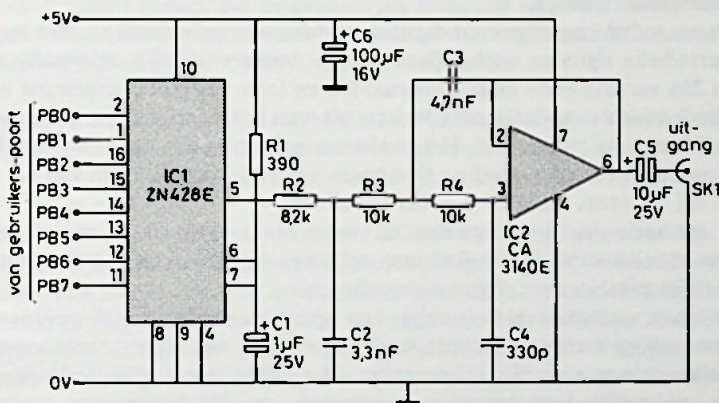 +5V
+ C6
100µF
16V
C3
4,7nF
10
PB0 2
PB1 1
PB2 16
PB3 15
PB4 14
PB5 13
PB6 12
PB7 11
van gebruikers-poort
IC1
ZN428E
5
6
7
8 9 4
R1
390
R2
82k
R3
10k
R4
10k
2
3
7
4
6
IC2
CA
3140E
+ C5
10µF
25V
uit-
gang
SK1
+ C1
1µF
25V
C2
3,3nF
C4
330p
0V